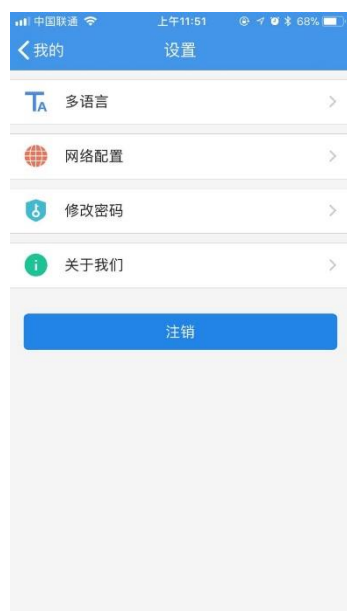 中国联通 上午11:51 68%
我的 设置
TA 多语言
网络配置
修改密码
i 关于我们
注销